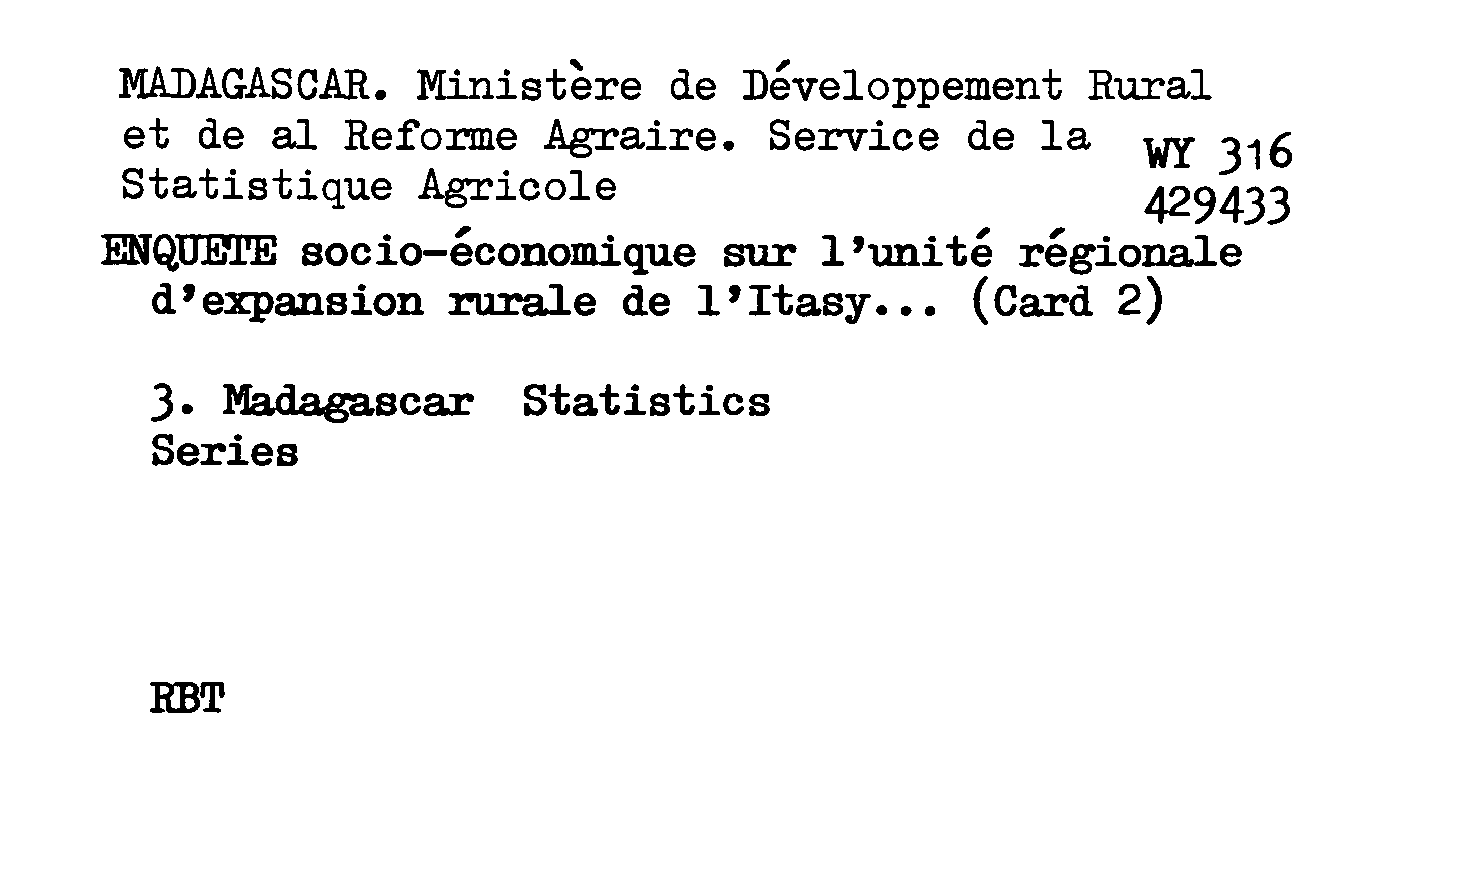 MADAGASCAR. Ministère de Développement Rural
et de al Reforme Agraire. Service de la
WY 316
Statistique Agricole
429433
ENQUETE socio-économique sur l'unité régionale
d'expansion rurale de l'Itasy... (Card 2)
3. Madagascar Statistics
Series
RBT